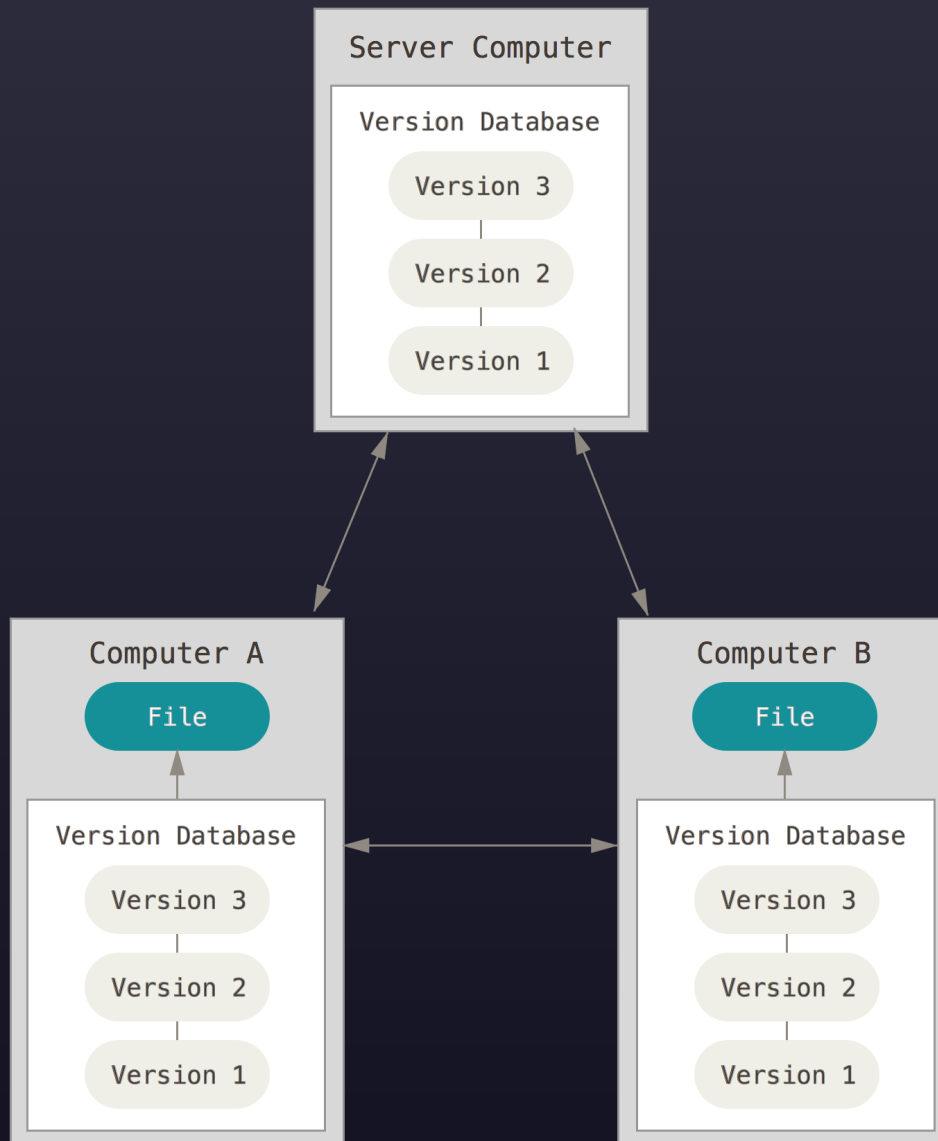 Server Computer
Version Database
Version 3
Version 2
Version 1
Computer A
File
Version Database
Version 3
Version 2
Version 1
Computer B
File
Version Database
Version 3
Version 2
Version 1